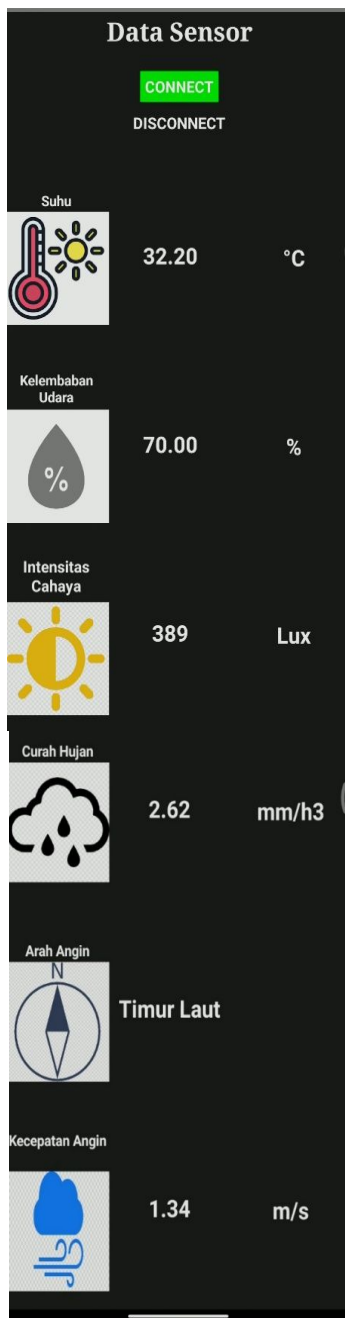 Data Sensor
CONNECT
DISCONNECT
Suhu
32.20 °C
Kelembaban
Udara
%
70.00 %
Intensitas
Cahaya
389 Lux
Curah Hujan
2.62 mm/h3
Arah Angin
N
Timur Laut
Kecepatan Angin
1.34 m/s